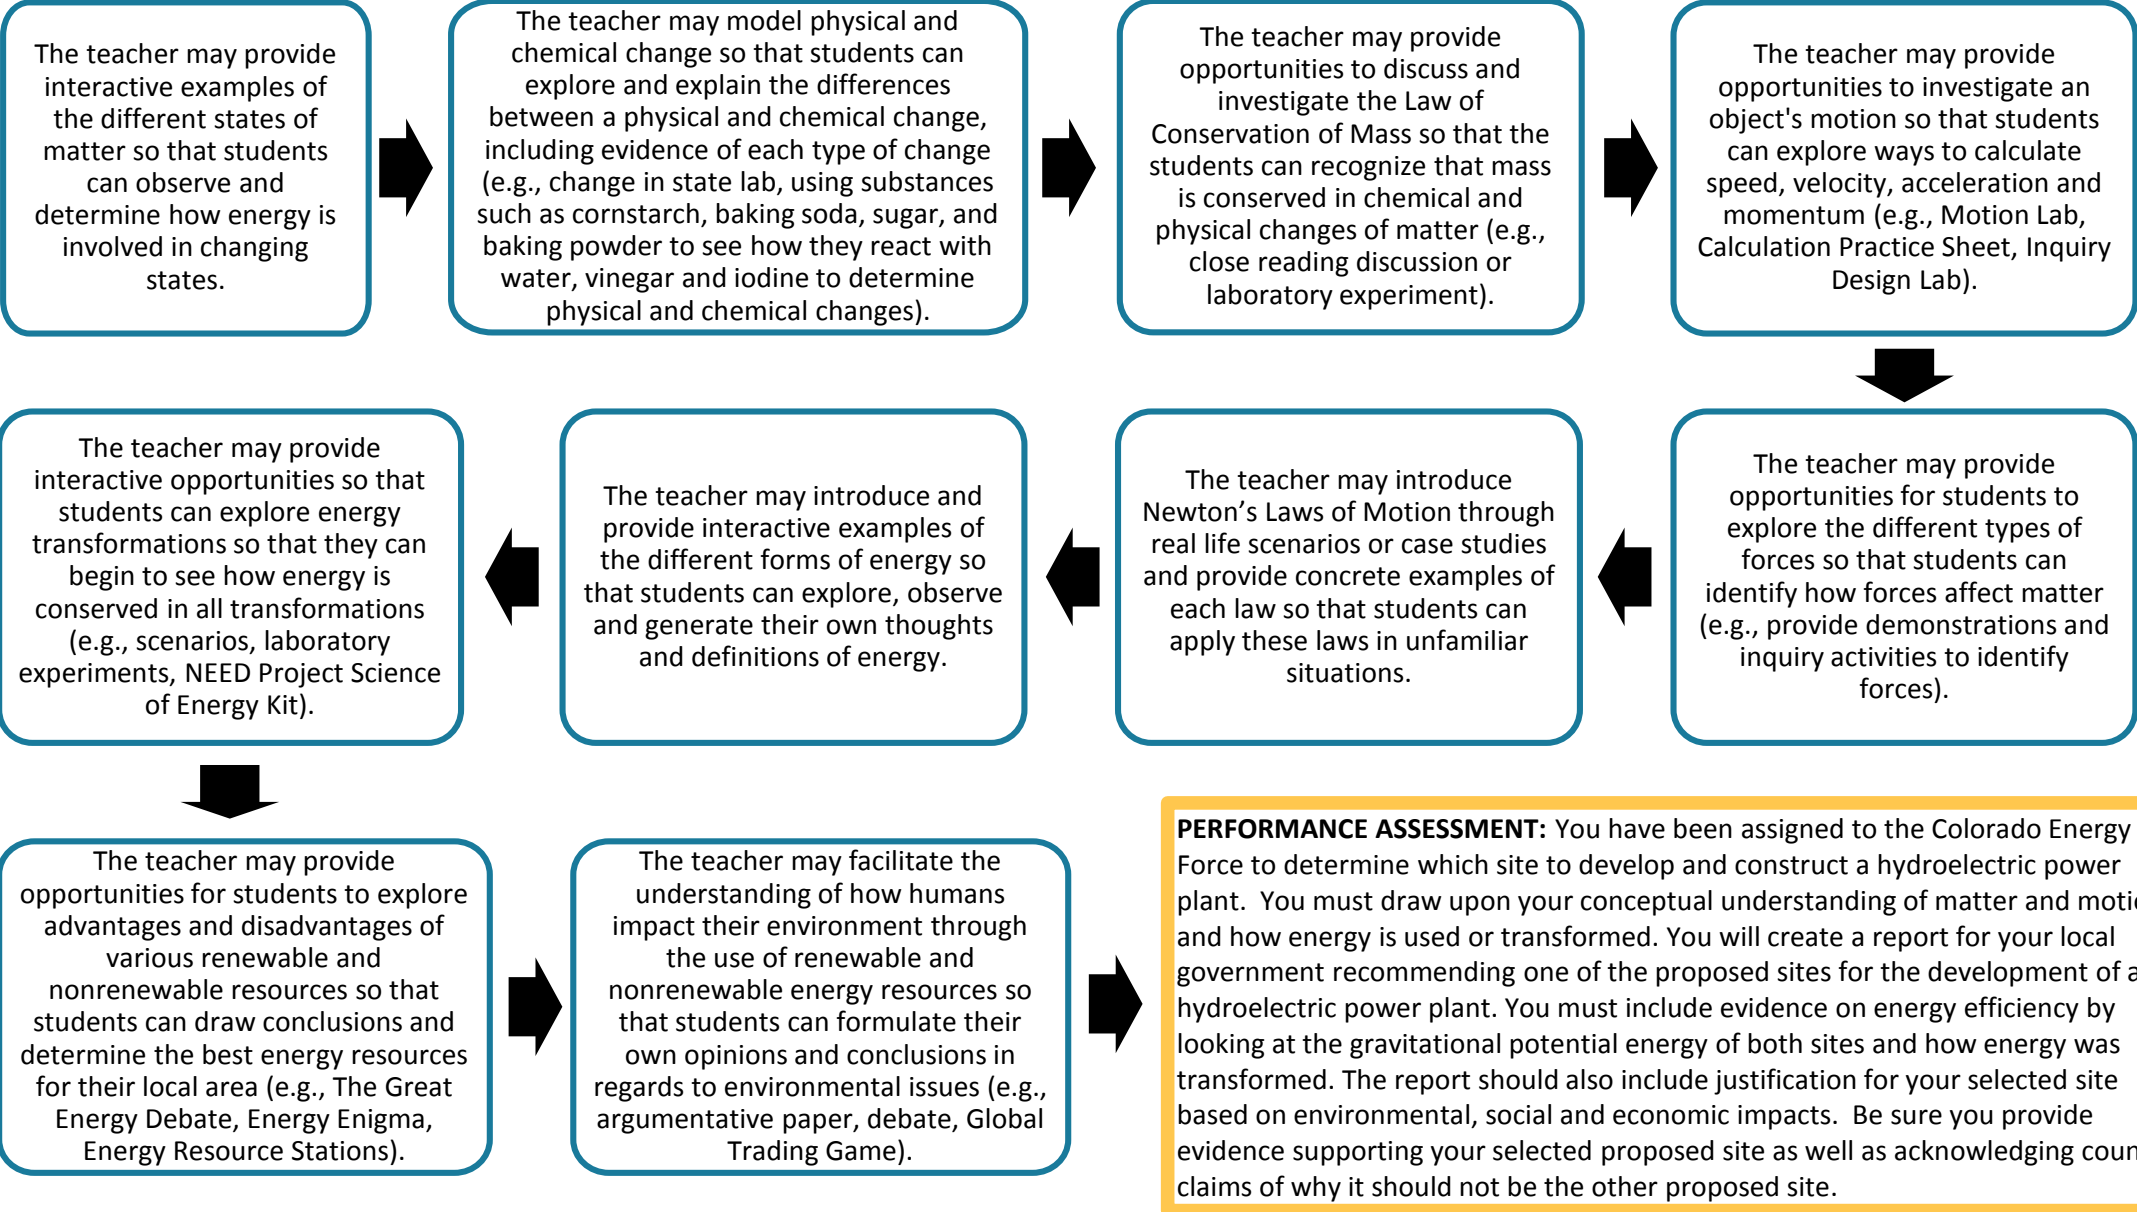 The teacher may provide
interactive examples of
the different states of
matter so that students
can observe and
determine how energy is
involved in changing
states.
The teacher may model physical and
chemical change so that students can
explore and explain the differences
between a physical and chemical change,
including evidence of each type of change
(e.g., change in state lab, using substances
such as cornstarch, baking soda, sugar, and
baking powder to see how they react with
water, vinegar and iodine to determine
physical and chemical changes).
The teacher may provide
opportunities to discuss and
investigate the Law of
Conservation of Mass so that the
students can recognize that mass
is conserved in chemical and
physical changes of matter (e.g.,
close reading discussion or
laboratory experiment).
The teacher may provide
opportunities to investigate an
object's motion so that students
can explore ways to calculate
speed, velocity, acceleration and
momentum (e.g., Motion Lab,
Calculation Practice Sheet, Inquiry
Design Lab).
The teacher may provide
opportunities for students to
explore the different types of
forces so that students can
identify how forces affect matter
(e.g., provide demonstrations and
inquiry activities to identify
forces).
The teacher may introduce
Newton’s Laws of Motion through
real life scenarios or case studies
and provide concrete examples of
each law so that students can
apply these laws in unfamiliar
situations.
The teacher may introduce and
provide interactive examples of
the different forms of energy so
that students can explore, observe
and generate their own thoughts
and definitions of energy.
The teacher may provide
interactive opportunities so that
students can explore energy
transformations so that they can
begin to see how energy is
conserved in all transformations
(e.g., scenarios, laboratory
experiments, NEED Project Science
of Energy Kit).
The teacher may provide
opportunities for students to explore
advantages and disadvantages of
various renewable and
nonrenewable resources so that
students can draw conclusions and
determine the best energy resources
for their local area (e.g., The Great
Energy Debate, Energy Enigma,
Energy Resource Stations).
The teacher may facilitate the
understanding of how humans
impact their environment through
the use of renewable and
nonrenewable energy resources so
that students can formulate their
own opinions and conclusions in
regards to environmental issues (e.g.,
argumentative paper, debate, Global
Trading Game).
PERFORMANCE ASSESSMENT: You have been assigned to the Colorado Energy
Force to determine which site to develop and construct a hydroelectric power
plant. You must draw upon your conceptual understanding of matter and
and how energy is used or transformed. You will create a report for your local
government recommending one of the proposed sites for the development of
hydroelectric power plant. You must include evidence on energy efficiency by
looking at the gravitational potential energy of both sites and how energy was
transformed. The report should also include justification for your selected site
based on environmental, social and economic impacts. Be sure you provide
evidence supporting your selected proposed site as well as acknowledging
claims of why it should not be the other proposed site.